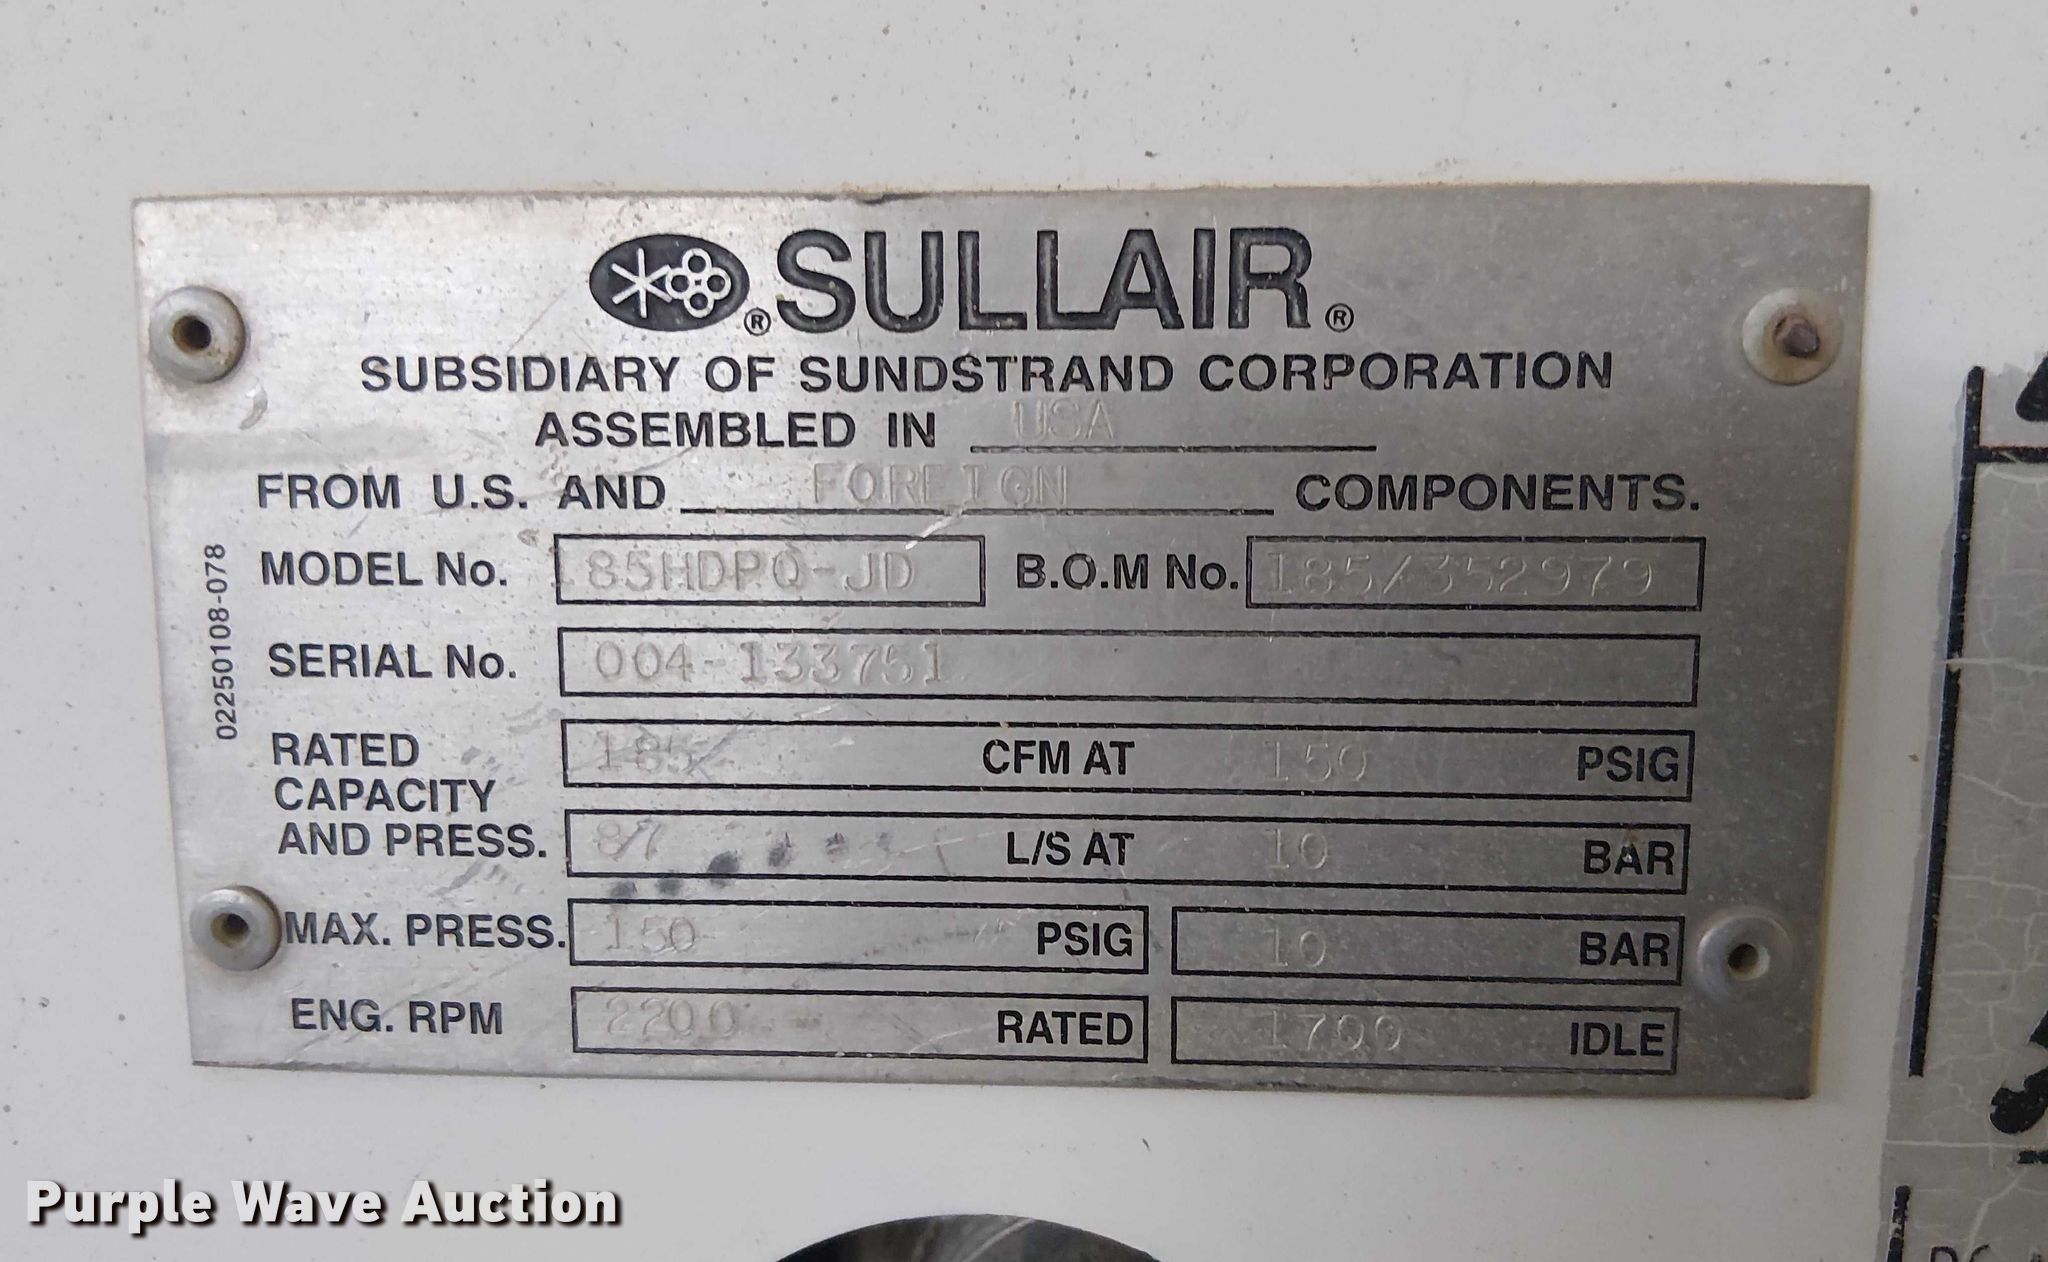 ® SULLAIR ®
SUBSIDIARY OF SUNDSTRAND CORPORATION
ASSEMBLED IN USA
FROM U.S. AND FOREIGN COMPONENTS.
MODEL No. 185HDPQ-JD B.O.M No. 185/352979
SERIAL No. 004-133751
RATED CAPACITY AND PRESS. 185 CFM AT 150 PSIG
87 L/S AT 10 BAR
MAX. PRESS. 150 PSIG 10 BAR
ENG. RPM 2200 RATED 1700 IDLE
02250108-078
Purple Wave Auction